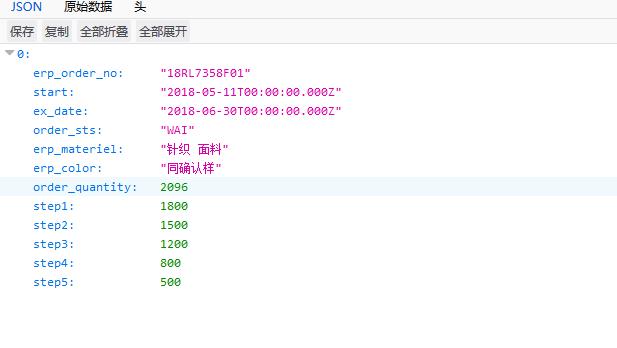 JSON 原始数据 头
保存 复制 全部折叠 全部展开
0:
erp_order_no: "18RL7358F01"
start: "2018-05-11T00:00:00.000Z"
ex_date: "2018-06-30T00:00:00.000Z"
order_sts: "WAI"
erp_materiel: "针织 面料"
erp_color: "同确认样"
order_quantity: 2096
step1: 1800
step2: 1500
step3: 1200
step4: 800
step5: 500